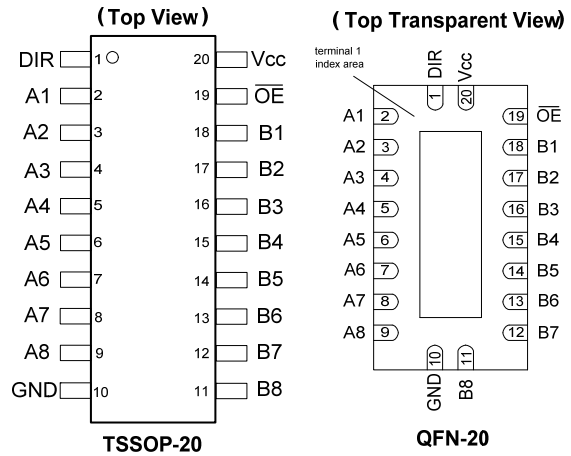 (Top View)
DIR 1 20 Vcc
A1 2 19 O̅E̅
A2 3 18 B1
A3 4 17 B2
A4 5 16 B3
A5 6 15 B4
A6 7 14 B5
A7 8 13 B6
A8 9 12 B7
GND 10 11 B8
TSSOP-20
(Top Transparent View)
terminal 1
index area
DIR Vcc
1 20
A1 2 19 O̅E̅
A2 3 18 B1
A3 4 17 B2
A4 5 16 B3
A5 6 15 B4
A6 7 14 B5
A7 8 13 B6
A8 9 12 B7
10 11
GND B8
QFN-20